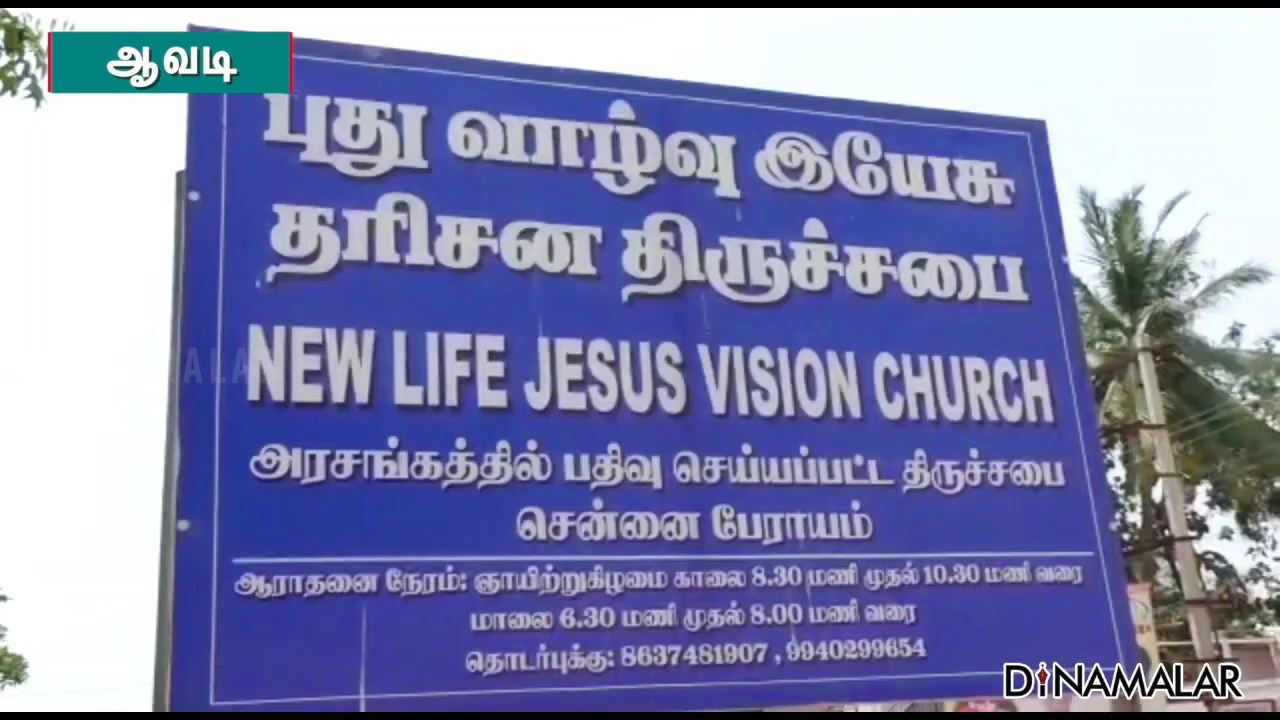 ஆவடி
புது வாழ்வு இயேசு
தரிசன திருச்சபை
NEW LIFE JESUS VISION CHURCH
அரசாங்கத்தில் பதிவு செய்யப்பட்ட திருச்சபை
சென்னை பேராயம்
ஆராதனை நேரம்: ஞாயிற்றுகிழமை காலை 8.30 மணி முதல் 10.30 மணி வரை
மாலை 6.30 மணி முதல் 8.00 மணி வரை
தொடர்புக்கு: 8637481907 , 9940299654
DINAMALAR